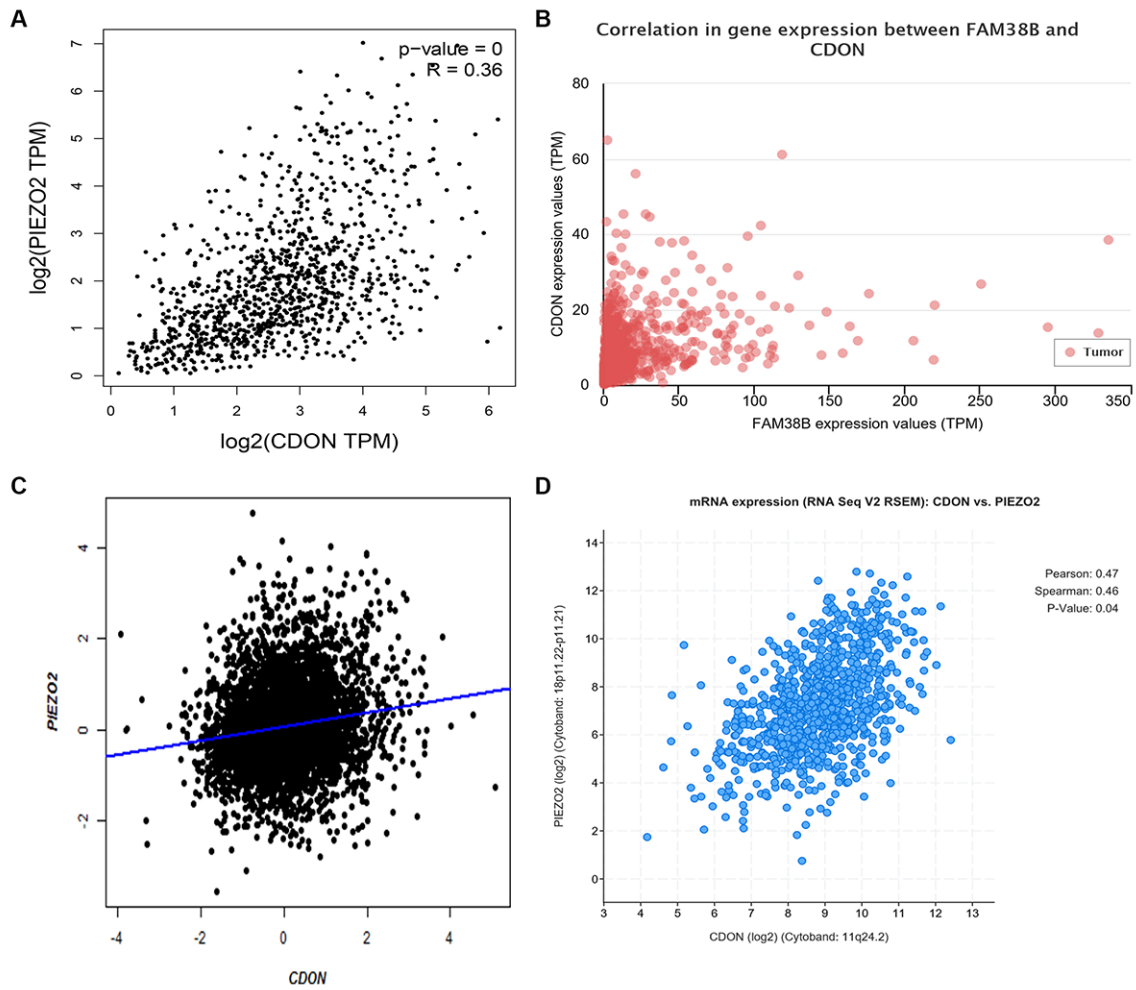 A
p-value = 0
R = 0.36
7
6
5
4
3
2
1
0
log2(PIEZO2 TPM)
0 1 2 3 4 5 6
log2(CDON TPM)
B
Correlation in gene expression between FAM38B and
CDON
80
60
40
20
0
CDON expression values (TPM)
Tumor
0 50 100 150 200 250 300 350
FAM38B expression values (TPM)
C
4
2
0
-2
PIEZO2
-4 -2 0 2 4
CDON
D
mRNA expression (RNA Seq V2 RSEM): CDON vs. PIEZO2
Pearson: 0.47
Spearman: 0.46
P-Value: 0.04
14
12
10
8
6
4
2
0
PIEZO2 (log2) (Cytoband: 18p11.22-p11.21)
3 4 5 6 7 8 9 10 11 12 13
CDON (log2) (Cytoband: 11q24.2)